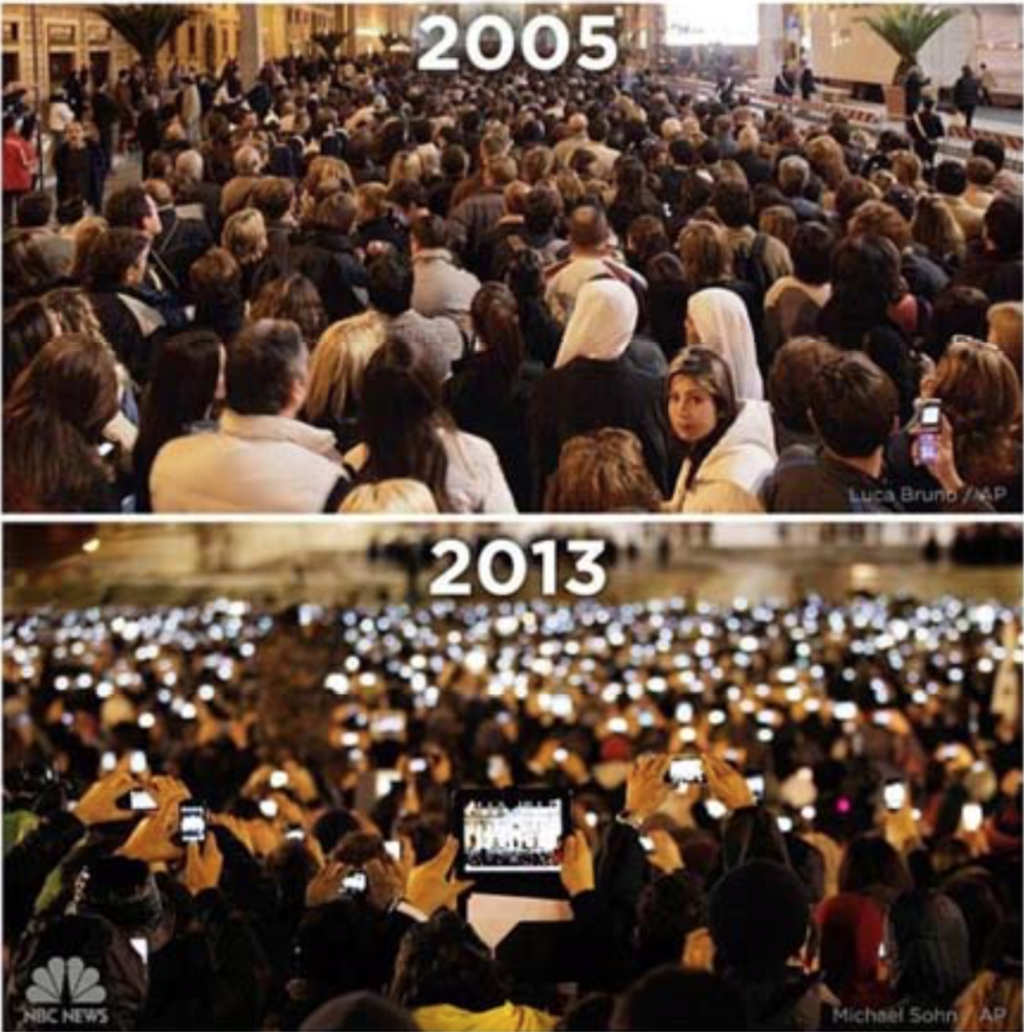 2005
Luca Bruno / AP
2013
NBC NEWS
Michael Sohn / AP